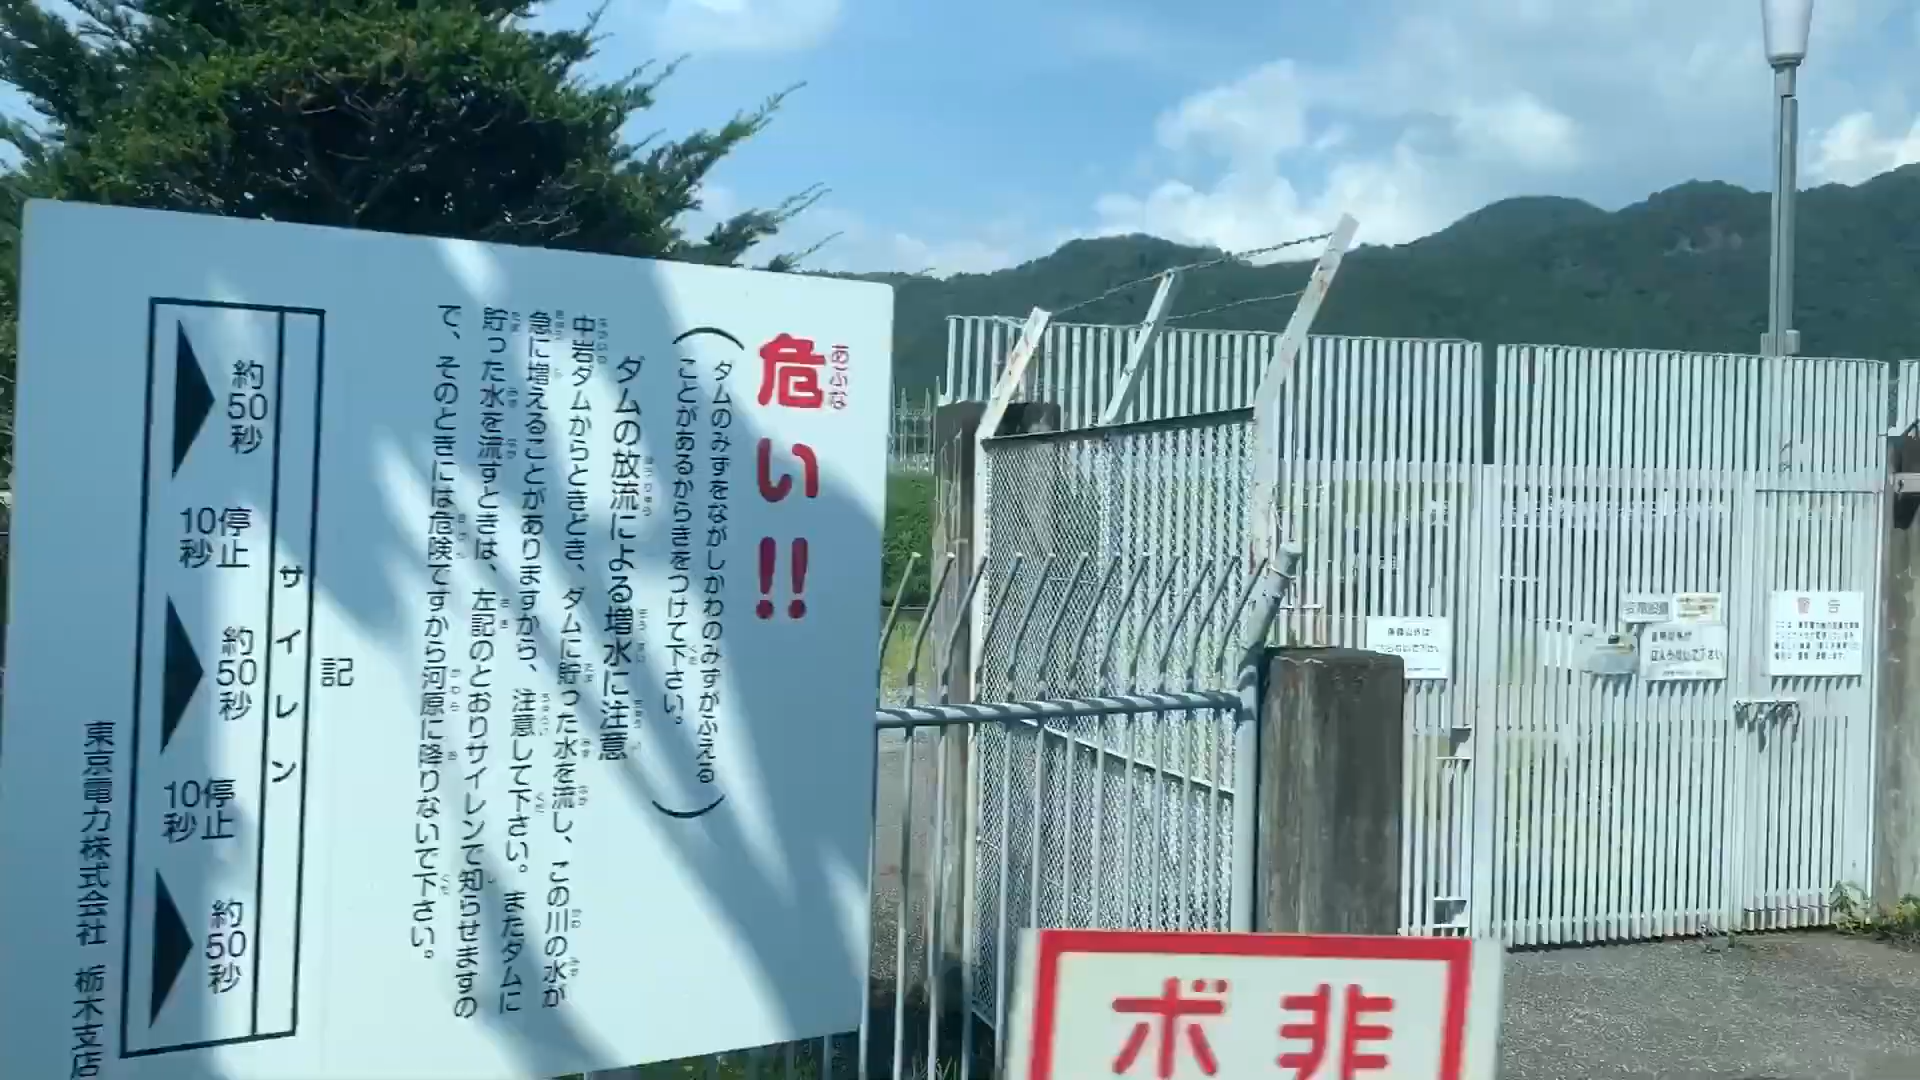 危い!!
(ダムのみずをながしかわのみずがふえる
ことがあるからきをつけて下さい。)
ダムの放流による増水に注意
中岩ダムからときどき、ダムに貯った水を流し、この川の水が
急に増えることがありますから、注意して下さい。またダムに
貯った水を流すときは、左記のとおりサイレンで知らせますの
で、そのときには危険ですから河原に降りないで下さい。
記
サイレン
約50秒
停止10秒
約50秒
停止10秒
約50秒
東京電力株式会社 栃木支店
警告
非
ボ